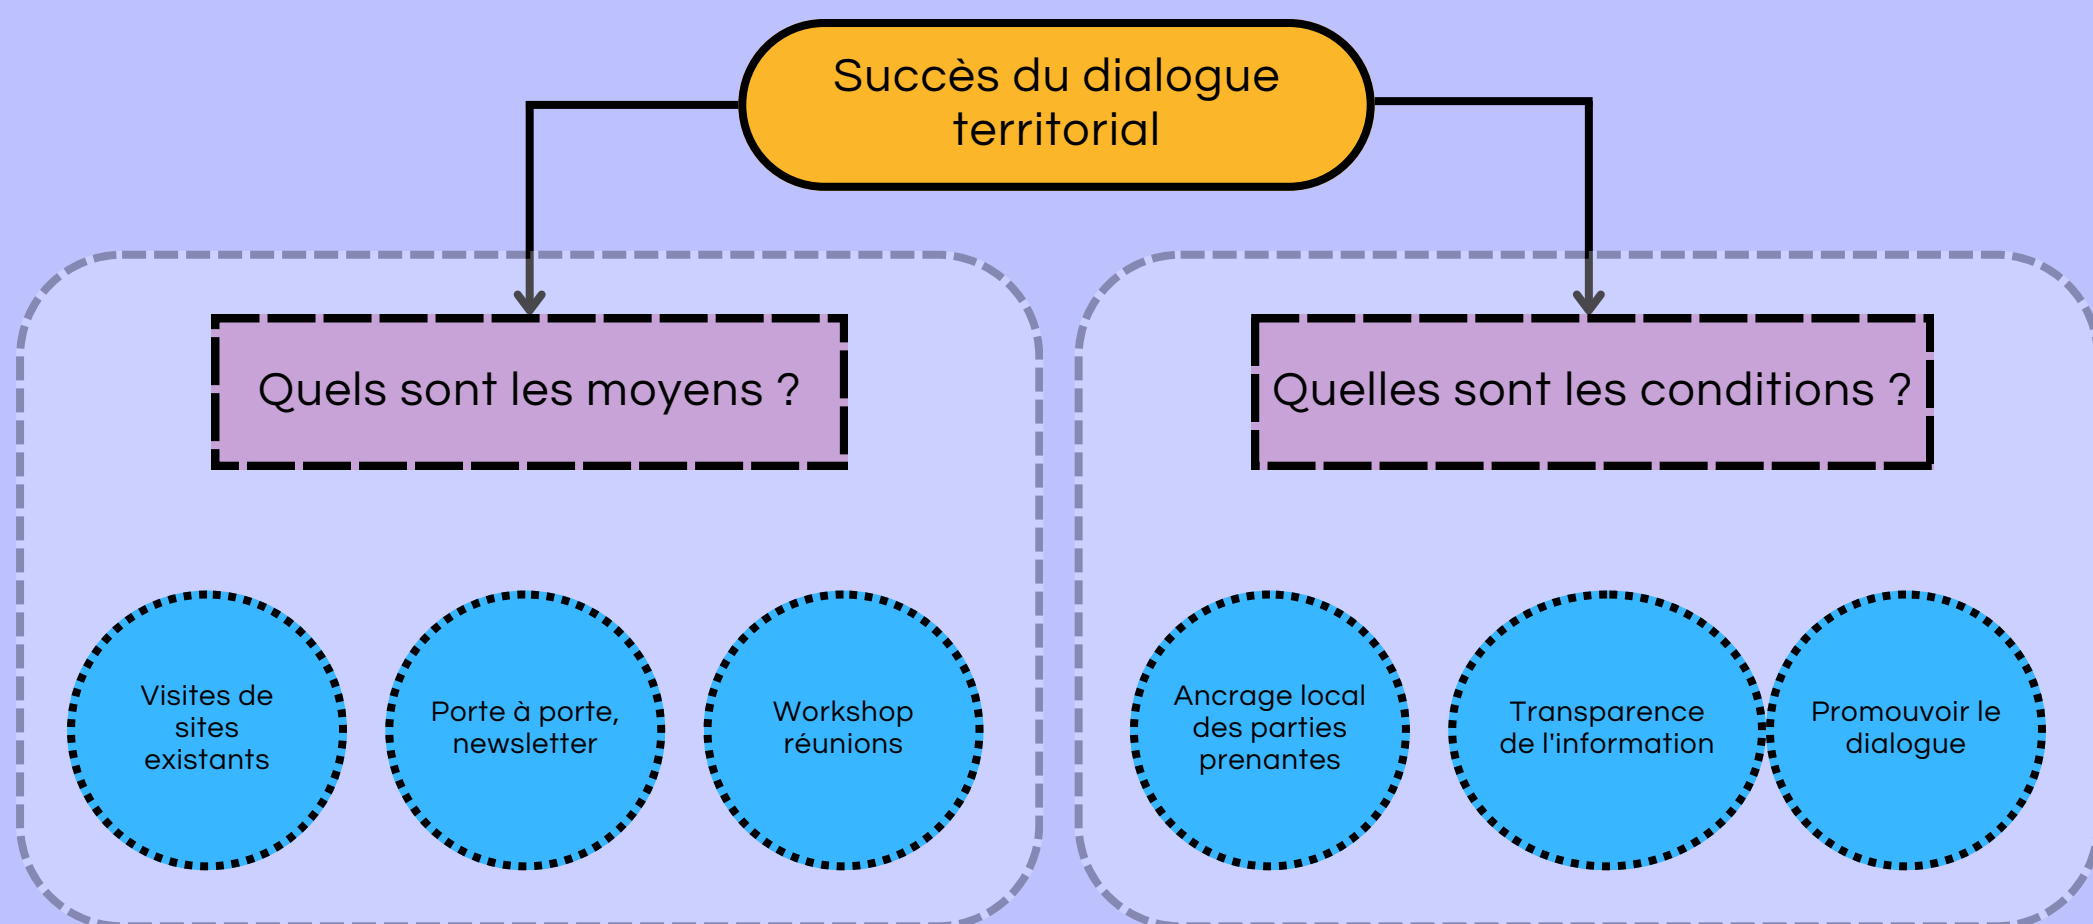 Succès du dialogue
territorial
Quels sont les moyens ?
Quelles sont les conditions ?
Visites de
sites
existants
Porte à porte,
newsletter
Workshop
réunions
Ancrage local
des parties
prenantes
Transparence
de l'information
Promouvoir le
dialogue